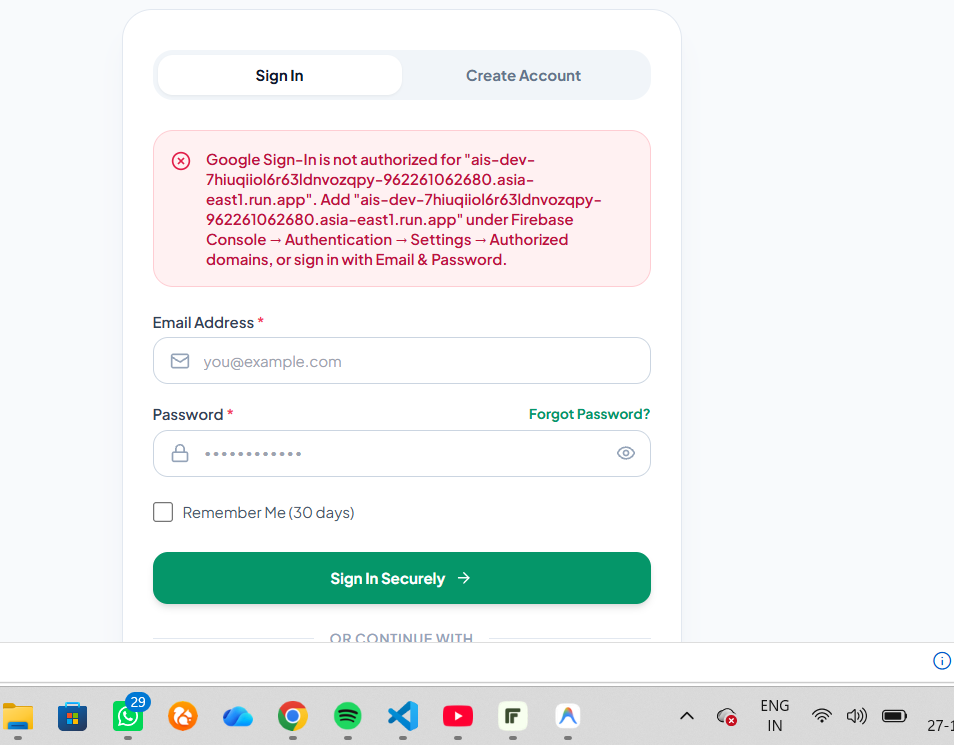 Sign In
Create Account
Google Sign-In is not authorized for "ais-dev-
7hiuqiiol6r63ldnvozqpy-962261062680.asia-
east1.run.app". Add "ais-dev-7hiuqiiol6r63ldnvozqpy-
962261062680.asia-east1.run.app" under Firebase
Console → Authentication → Settings → Authorized
domains, or sign in with Email & Password.
Email Address *
you@example.com
Password *
Forgot Password?
••••••••••••
Remember Me (30 days)
Sign In Securely →
OR CONTINUE WITH
29
ENG
IN
27-1